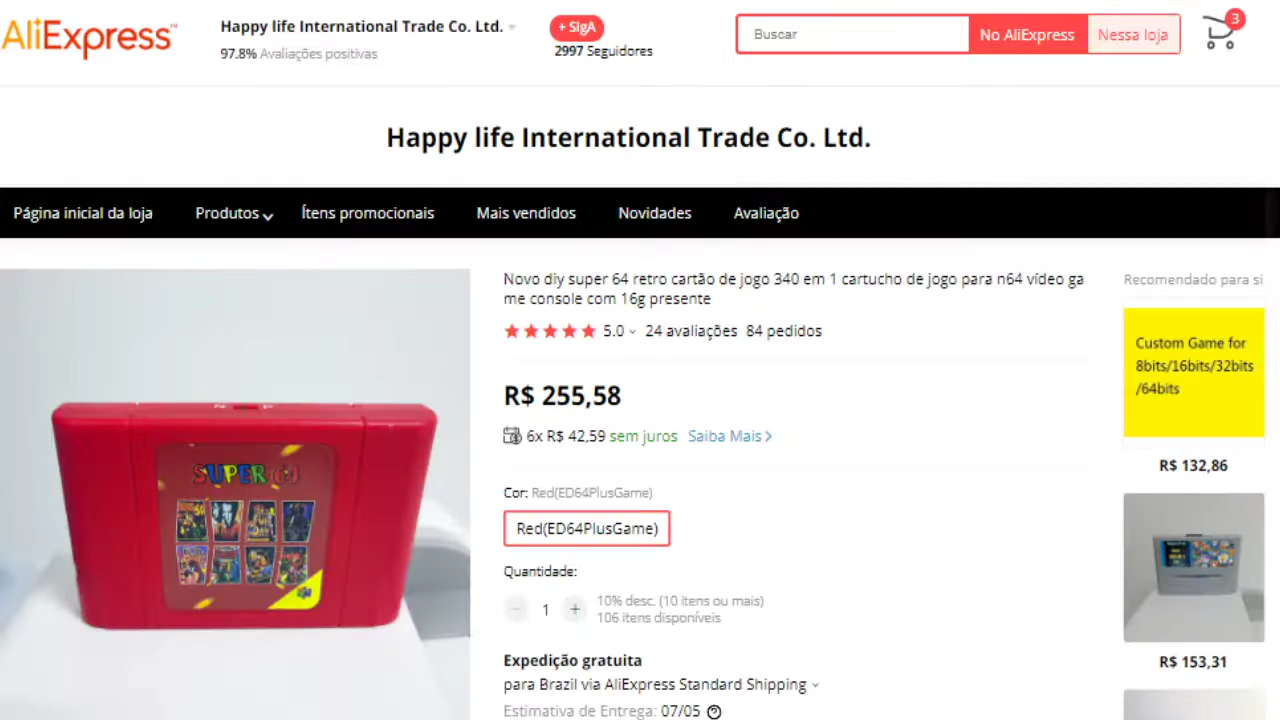 AliExpress™
Happy life International Trade Co. Ltd.
97.8% Avaliações positivas
+ SIgA
2997 Seguidores
Buscar
No AliExpress
Nessa loja
3
Happy life International Trade Co. Ltd.
Página inicial da loja
Produtos
Ítens promocionais
Mais vendidos
Novidades
Avaliação
SUPER 64
Novo diy super 64 retro cartão de jogo 340 em 1 cartucho de jogo para n64 vídeo ga
me console com 16g presente
5.0
24 avaliações
84 pedidos
R$ 255,58
6x R$ 42,59 sem juros Saiba Mais
Cor: Red(ED64PlusGame)
Red(ED64PlusGame)
Quantidade:
− 1 +
10% desc. (10 itens ou mais)
106 itens disponíveis
Expedição gratuita
para Brazil via AliExpress Standard Shipping
Estimativa de Entrega: 07/05
Recomendado para si
Custom Game for
8bits/16bits/32bits
/64bits
R$ 132,86
R$ 153,31